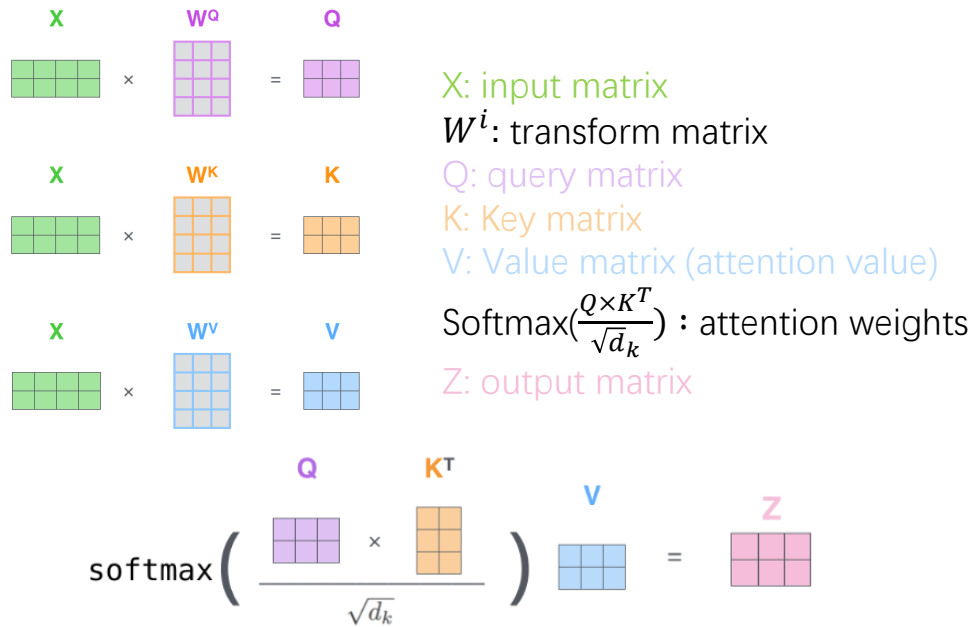 X W^Q Q
× =
X: input matrix
W^i: transform matrix
Q: query matrix
X W^K K
× =
K: Key matrix
V: Value matrix (attention value)
Softmax(Q×K^T/√d_k) : attention weights
X W^V V
× =
Z: output matrix
Q K^T V Z
softmax( × ) =
√d_k